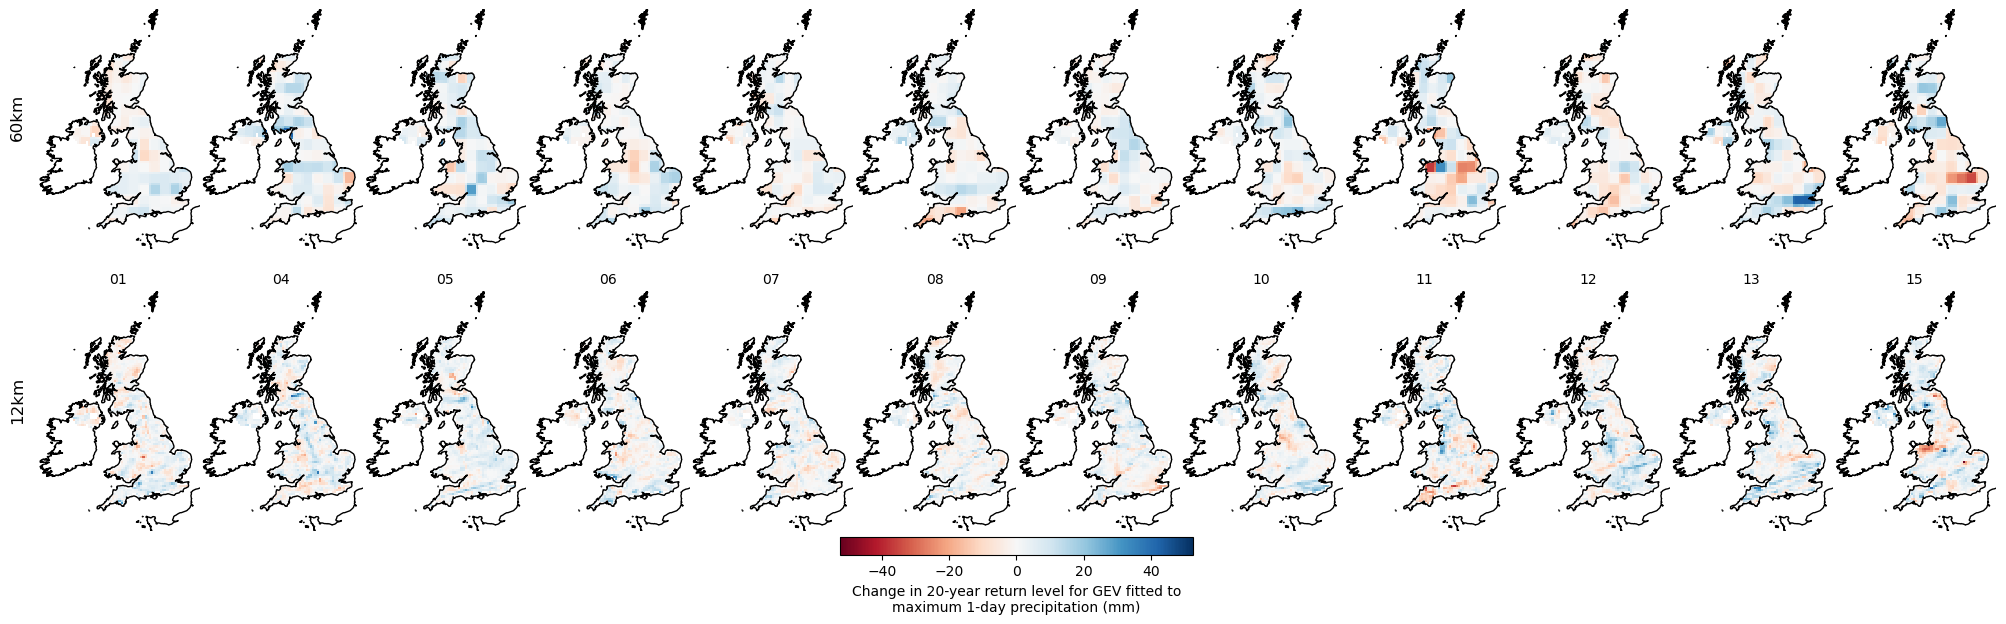 60km
01 04 05 06 07 08 09 10 11 12 13 15
12km
−40 −20 0 20 40
Change in 20-year return level for GEV fitted to
maximum 1-day precipitation (mm)